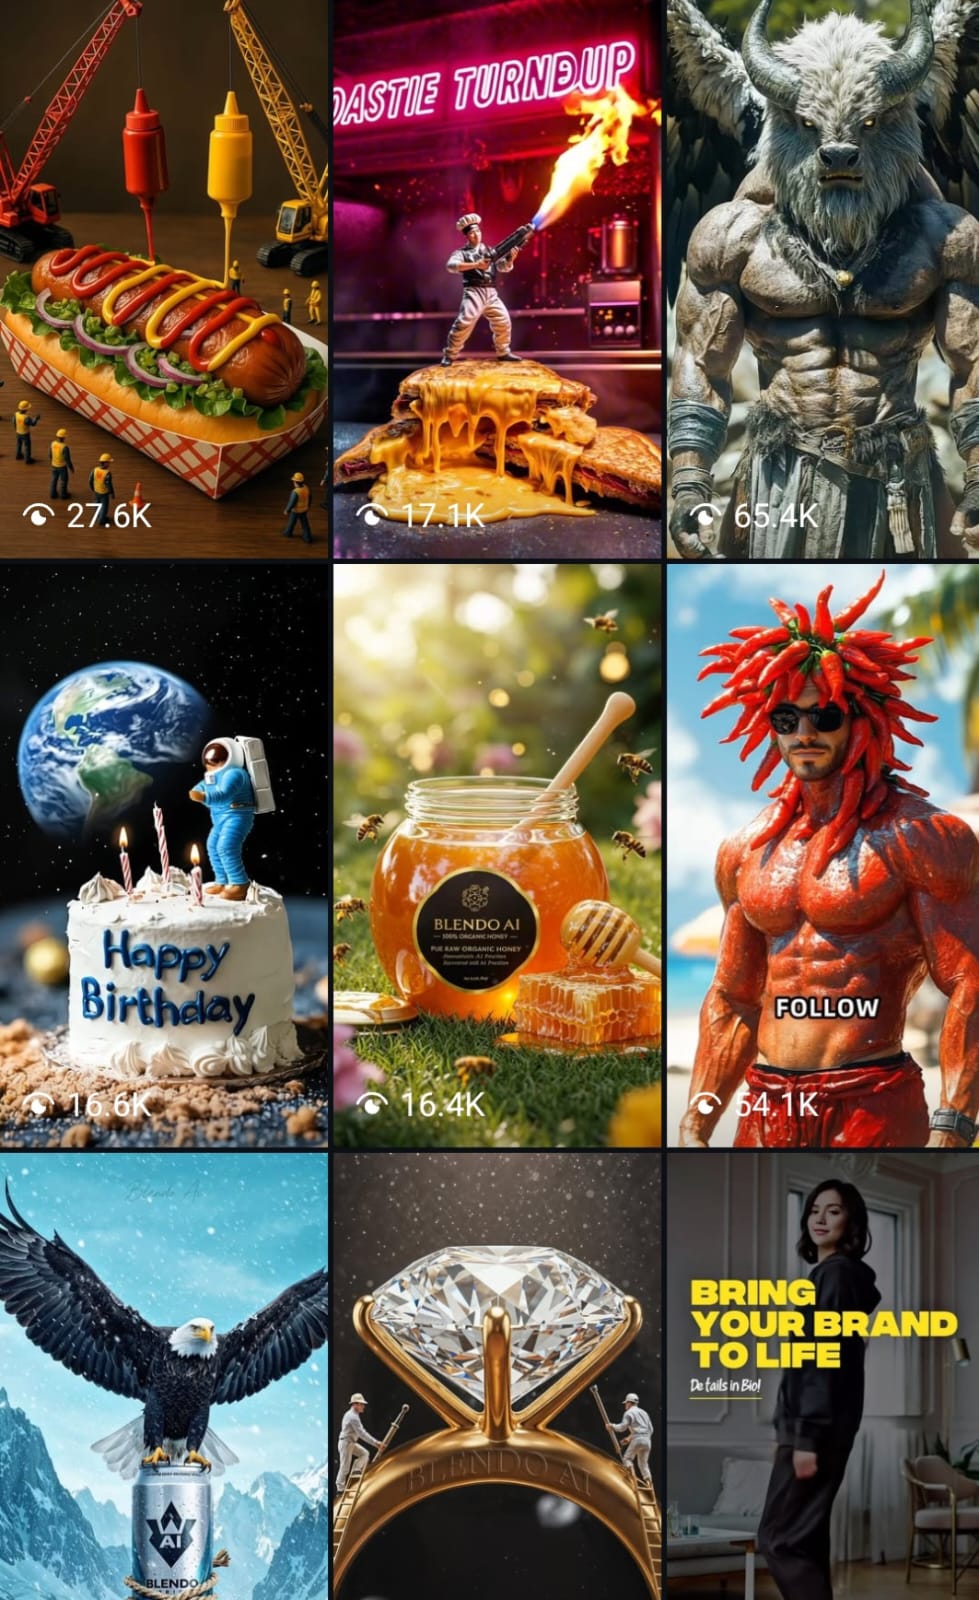 OASTIE TURNDUP
27.6K
17.1K
65.4K
Happy
Birthday
BLENDO AI
100% ORGANIC HONEY
PUE RAW ORGANIC HONEY
FOLLOW
16.6K
16.4K
54.1K
Blendo Ai
AI
BLENDO
BLENDO AI
BRING
YOUR BRAND
TO LIFE
Details in Bio!